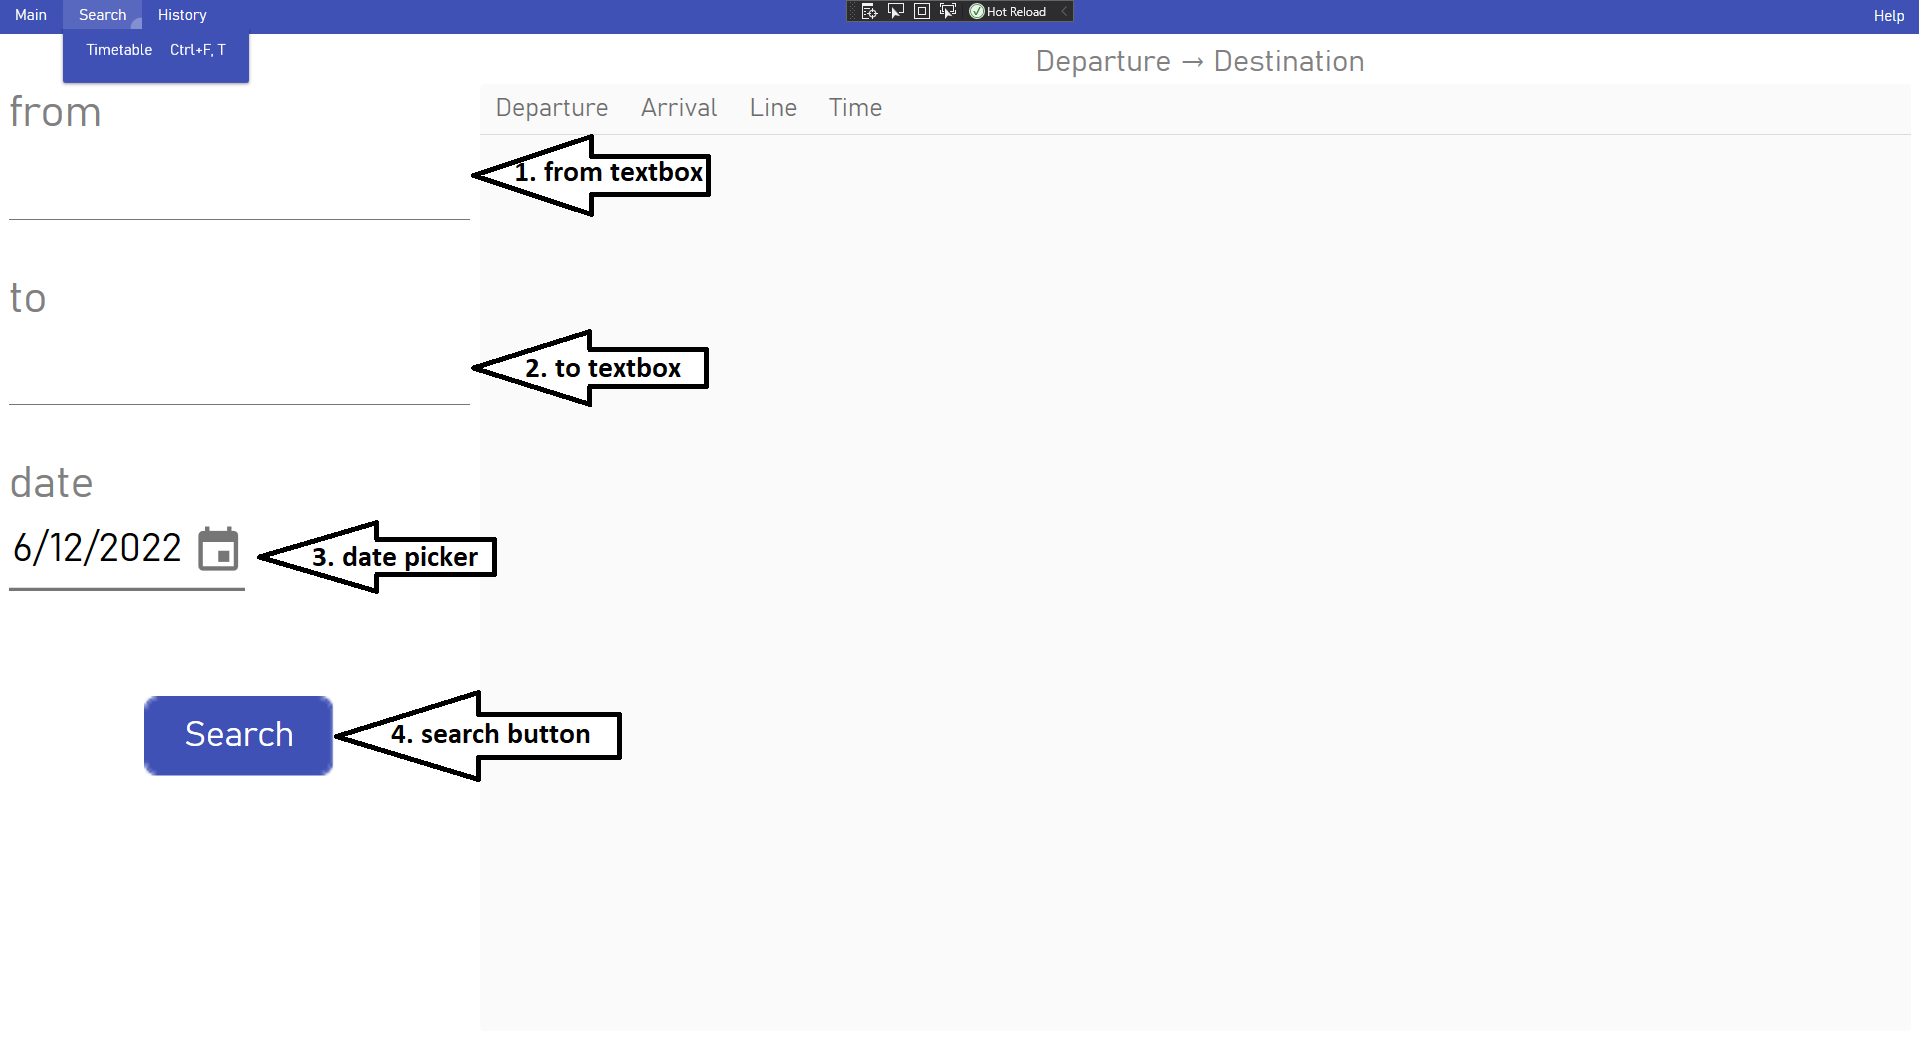 Main Search History Hot Reload Help
Timetable Ctrl+F, T
Departure → Destination
from
Departure Arrival Line Time
1. from textbox
to
2. to textbox
date
6/12/2022
3. date picker
Search
4. search button